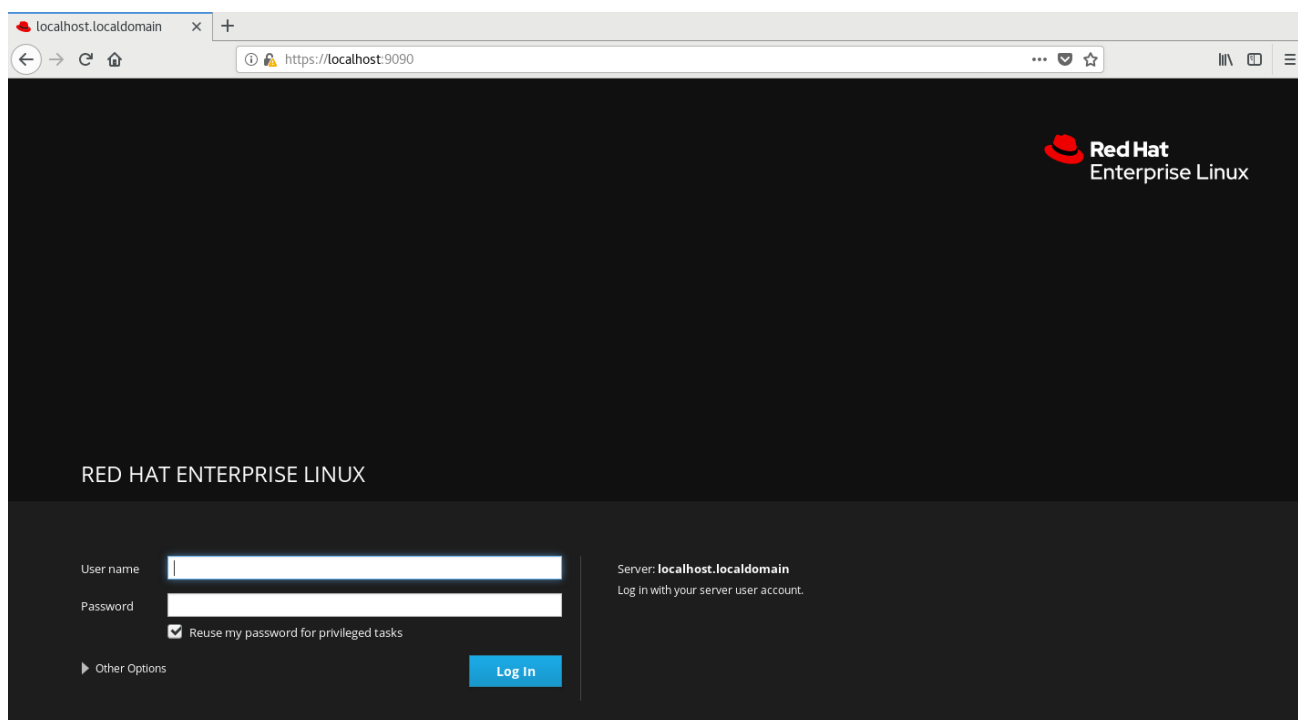 localhost.localdomain
https://localhost:9090
Red Hat
Enterprise Linux
RED HAT ENTERPRISE LINUX
User name
Password
Reuse my password for privileged tasks
Other Options
Log In
Server: localhost.localdomain
Log in with your server user account.